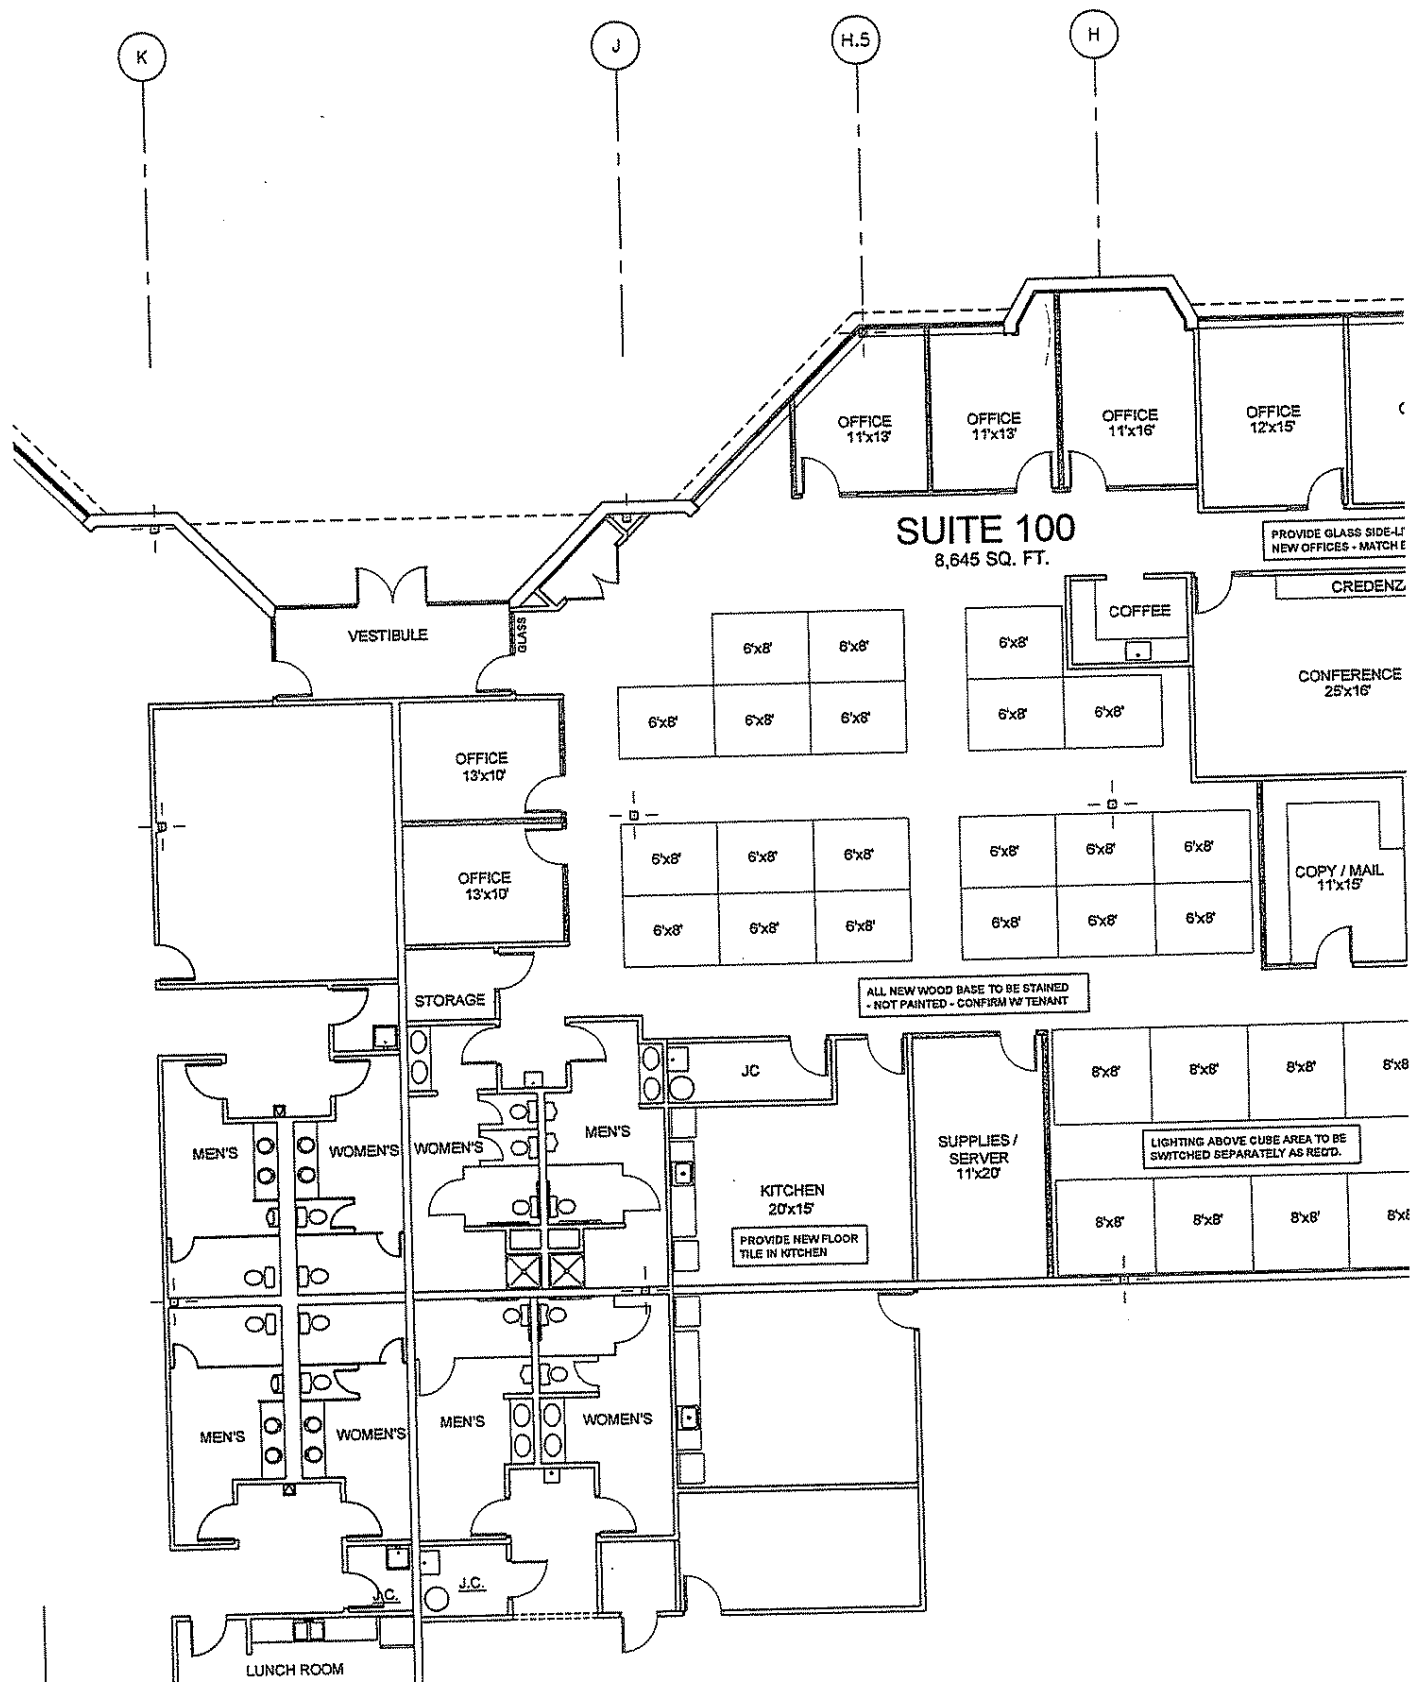 K
J
H.5
H
OFFICE
11'x13'
OFFICE
11'x13'
OFFICE
11'x16'
OFFICE
12'x15'
SUITE 100
8,645 SQ. FT.
PROVIDE GLASS SIDE-LI
NEW OFFICES - MATCH E
CREDENZA
COFFEE
VESTIBULE
GLASS
6'x8'
6'x8'
6'x8'
6'x8'
6'x8'
6'x8'
6'x8'
6'x8'
CONFERENCE
25'x16'
OFFICE
13'x10'
OFFICE
13'x10'
6'x8'
6'x8'
6'x8'
6'x8'
6'x8'
6'x8'
6'x8'
6'x8'
6'x8'
6'x8'
6'x8'
6'x8'
COPY / MAIL
11'x15'
STORAGE
ALL NEW WOOD BASE TO BE STAINED
- NOT PAINTED - CONFIRM W/ TENANT
JC
8'x8'
8'x8'
8'x8'
8'x8
MEN'S
WOMEN'S
WOMEN'S
MEN'S
SUPPLIES /
SERVER
11'x20'
LIGHTING ABOVE CUBE AREA TO BE
SWITCHED SEPARATELY AS REQ'D.
KITCHEN
20'x15'
PROVIDE NEW FLOOR
TILE IN KITCHEN
8'x8'
8'x8'
8'x8'
8'x8
MEN'S
WOMEN'S
MEN'S
WOMEN'S
J.C.
J.C.
LUNCH ROOM